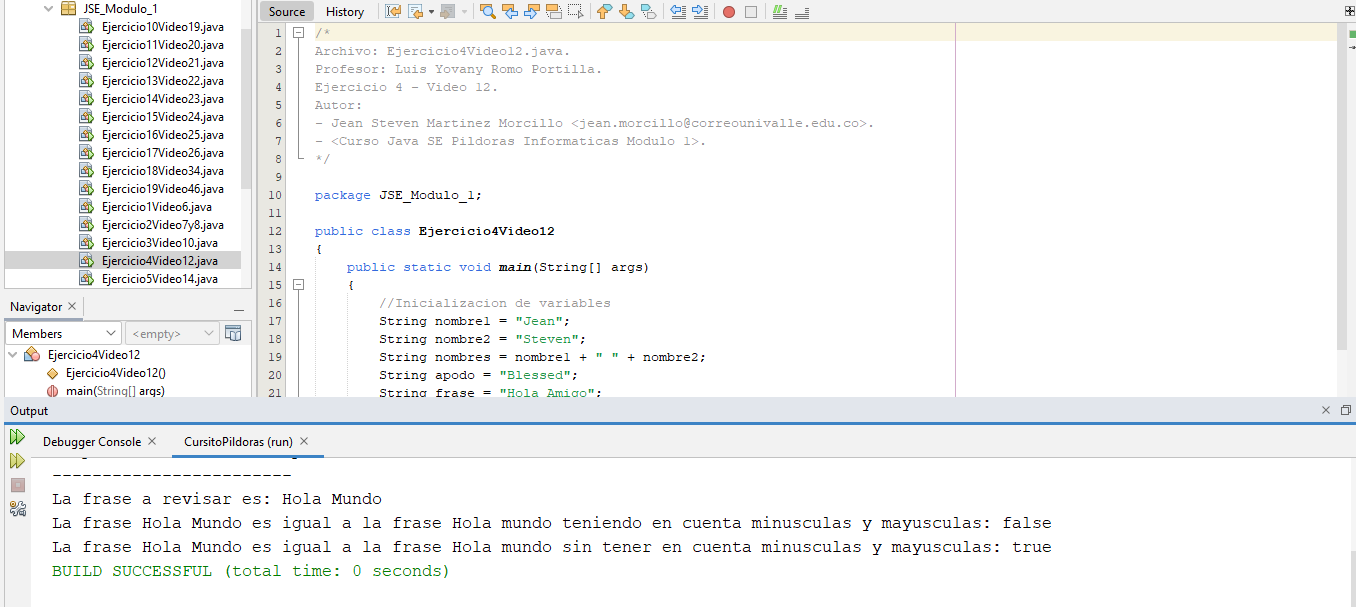 JSE_Modulo_1
Ejercicio10Video19.java
Ejercicio11Video20.java
Ejercicio12Video21.java
Ejercicio13Video22.java
Ejercicio14Video23.java
Ejercicio15Video24.java
Ejercicio16Video25.java
Ejercicio17Video26.java
Ejercicio18Video34.java
Ejercicio19Video46.java
Ejercicio1Video6.java
Ejercicio2Video7y8.java
Ejercicio3Video10.java
Ejercicio4Video12.java
Ejercicio5Video14.java
Navigator
Members
<empty>
Ejercicio4Video12
Ejercicio4Video12()
main(String[] args)
Source History
1 /*
2 Archivo: Ejercicio4Video12.java.
3 Profesor: Luis Yovany Romo Portilla.
4 Ejercicio 4 - Video 12.
5 Autor:
6 - Jean Steven Martinez Morcillo <jean.morcillo@correounivalle.edu.co>.
7 - <Curso Java SE Pildoras Informaticas Modulo 1>.
8 */
9
10 package JSE_Modulo_1;
11
12 public class Ejercicio4Video12
13 {
14 public static void main(String[] args)
15 {
16 //Inicializacion de variables
17 String nombre1 = "Jean";
18 String nombre2 = "Steven";
19 String nombres = nombre1 + " " + nombre2;
20 String apodo = "Blessed";
21 String frase = "Hola Amigo";
Output
Debugger Console CursitoPildoras (run)
------------------------
La frase a revisar es: Hola Mundo
La frase Hola Mundo es igual a la frase Hola mundo teniendo en cuenta minusculas y mayusculas: false
La frase Hola Mundo es igual a la frase Hola mundo sin tener en cuenta minusculas y mayusculas: true
BUILD SUCCESSFUL (total time: 0 seconds)